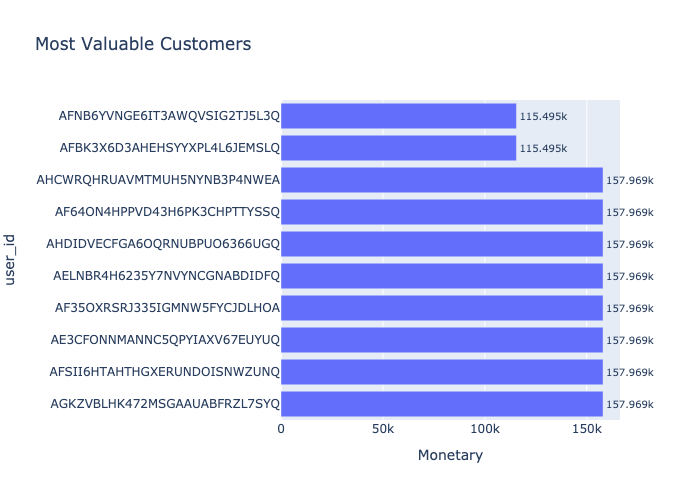 Most Valuable Customers
user_id
AFNB6YVNGE6IT3AWQVSIG2TJ5L3Q 115.495k
AFBK3X6D3AHEHSYYXPL4L6JEMSLQ 115.495k
AHCWRQHRUAVMTMUH5NYNB3P4NWEA 157.969k
AF64ON4HPPVD43H6PK3CHPTTYSSQ 157.969k
AHDIDVECFGA6OQRNUBPUO6366UGQ 157.969k
AELNBR4H6235Y7NVYNCGNABDIDFQ 157.969k
AF35OXRSRJ335IGMNW5FYCJDLHOA 157.969k
AE3CFONNMANNC5QPYIAXV67EUYUQ 157.969k
AFSII6HTAHTHGXERUNDOISNWZUNQ 157.969k
AGKZVBLHK472MSGAAUABFRZL7SYQ 157.969k
0 50k 100k 150k
Monetary